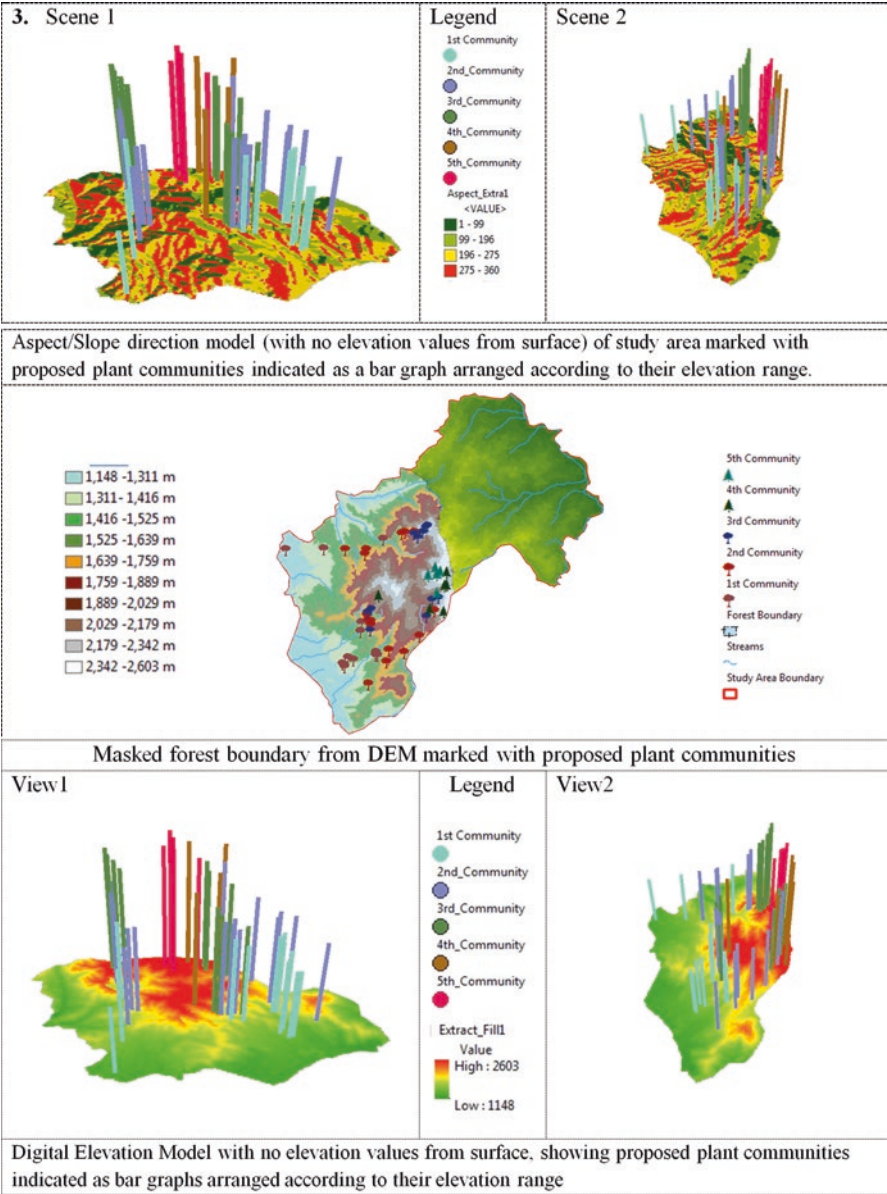 3. Scene 1
Legend
Scene 2
1st Community
2nd_Community
3rd_Community
4th_Community
5th_Community
Aspect_Extra1
<VALUE>
1 - 99
99 - 196
196 - 275
275 - 360
Aspect/Slope direction model (with no elevation values from surface) of study area marked with
proposed plant communities indicated as a bar graph arranged according to their elevation range.
1,148 -1,311 m
1,311- 1,416 m
1,416 -1,525 m
1,525 -1,639 m
1,639 -1,759 m
1,759 -1,889 m
1,889 -2,029 m
2,029 -2,179 m
2,179 -2,342 m
2,342 -2,603 m
5th Community
4th Community
3rd Community
2nd Community
1st Community
Forest Boundary
Streams
Study Area Boundary
Masked forest boundary from DEM marked with proposed plant communities
View1
Legend
View2
1st Community
2nd_Community
3rd_Community
4th_Community
5th_Community
Extract_Fill1
Value
High : 2603
Low : 1148
Digital Elevation Model with no elevation values from surface, showing proposed plant communities
indicated as bar graphs arranged according to their elevation range